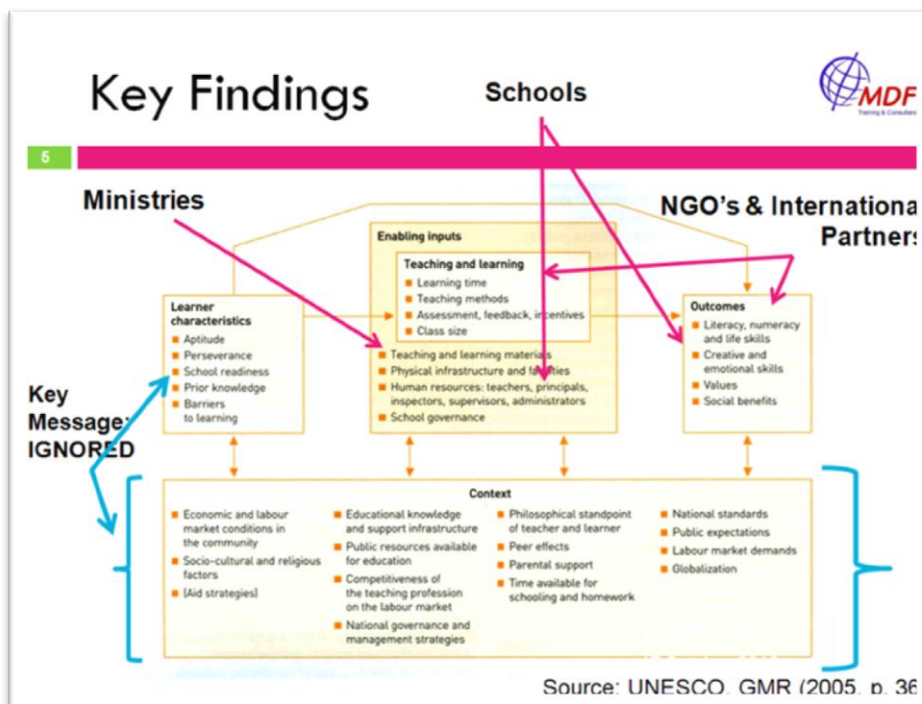 Key Findings
Schools
MDF
Training & Consultancy
5
Ministries
NGO's & Internationa
Partners
Enabling inputs
Teaching and learning
Learning time
Teaching methods
Assessment, feedback, incentives
Class size
Teaching and learning materials
Physical infrastructure and facilities
Human resources: teachers, principals,
inspectors, supervisors, administrators
School governance
Learner
characteristics
Aptitude
Perseverance
School readiness
Prior knowledge
Barriers
to learning
Outcomes
Literacy, numeracy
and life skills
Creative and
emotional skills
Values
Social benefits
Key
Message:
IGNORED
Context
Economic and labour
market conditions in
the community
Socio-cultural and religious
factors
(Aid strategies)
Educational knowledge
and support infrastructure
Public resources available
for education
Competitiveness of
the teaching profession
on the labour market
National governance and
management strategies
Philosophical standpoint
of teacher and learner
Peer effects
Parental support
Time available for
schooling and homework
National standards
Public expectations
Labour market demands
Globalization
Source: UNESCO, GMR (2005, p. 36